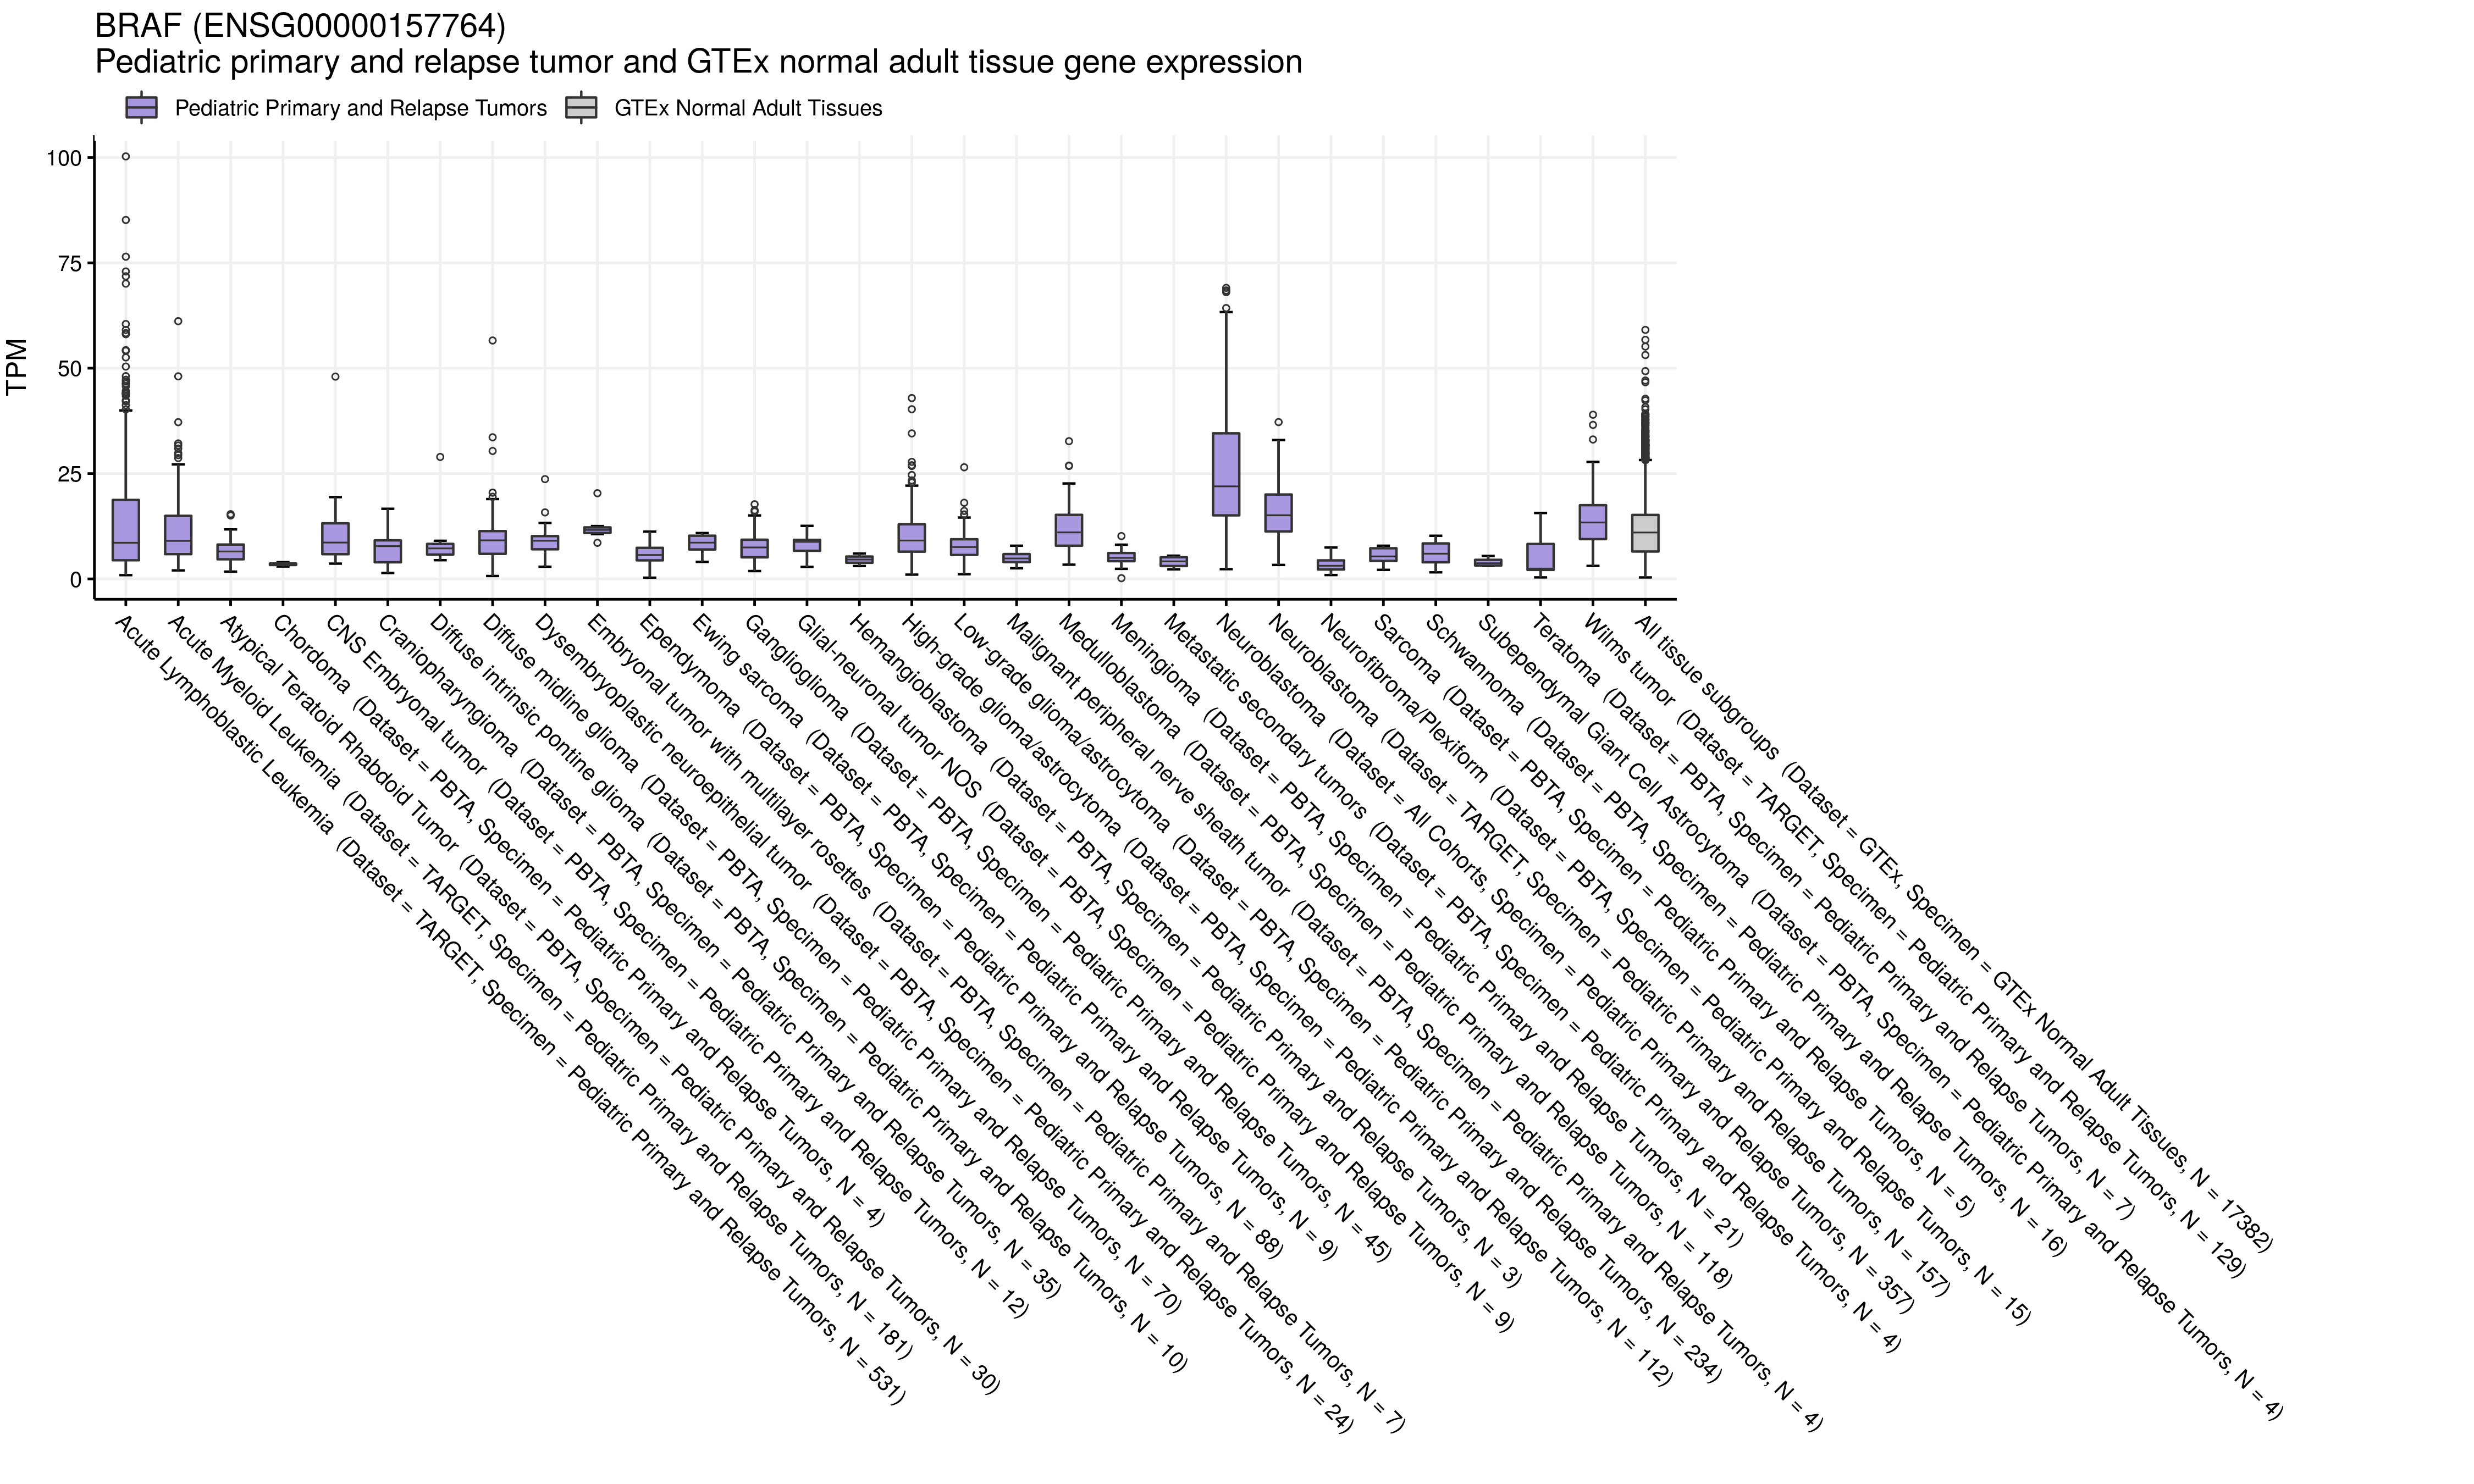 BRAF (ENSG00000157764)
Pediatric primary and relapse tumor and GTEx normal adult tissue gene expression
Pediatric Primary and Relapse Tumors
GTEx Normal Adult Tissues
TPM
100
75
50
25
0
Acute Lymphoblastic Leukemia (Dataset = TARGET, Specimen = Pediatric Primary and Relapse Tumors, N = 531)
Acute Myeloid Leukemia (Dataset = TARGET, Specimen = Pediatric Primary and Relapse Tumors, N = 181)
Atypical Teratoid Rhabdoid Tumor (Dataset = PBTA, Specimen = Pediatric Primary and Relapse Tumors, N = 30)
Chordoma (Dataset = PBTA, Specimen = Pediatric Primary and Relapse Tumors, N = 4)
CNS Embryonal tumor (Dataset = PBTA, Specimen = Pediatric Primary and Relapse Tumors, N = 12)
Craniopharyngioma (Dataset = PBTA, Specimen = Pediatric Primary and Relapse Tumors, N = 35)
Diffuse intrinsic pontine glioma (Dataset = PBTA, Specimen = Pediatric Primary and Relapse Tumors, N = 10)
Diffuse midline glioma (Dataset = PBTA, Specimen = Pediatric Primary and Relapse Tumors, N = 70)
Dysembryoplastic neuroepithelial tumor (Dataset = PBTA, Specimen = Pediatric Primary and Relapse Tumors, N = 24)
Embryonal tumor with multilayer rosettes (Dataset = PBTA, Specimen = Pediatric Primary and Relapse Tumors, N = 7)
Ependymoma (Dataset = PBTA, Specimen = Pediatric Primary and Relapse Tumors, N = 88)
Ewing sarcoma (Dataset = PBTA, Specimen = Pediatric Primary and Relapse Tumors, N = 9)
Ganglioglioma (Dataset = PBTA, Specimen = Pediatric Primary and Relapse Tumors, N = 45)
Glial-neuronal tumor NOS (Dataset = PBTA, Specimen = Pediatric Primary and Relapse Tumors, N = 9)
Hemangioblastoma (Dataset = PBTA, Specimen = Pediatric Primary and Relapse Tumors, N = 3)
High-grade glioma/astrocytoma (Dataset = PBTA, Specimen = Pediatric Primary and Relapse Tumors, N = 112)
Low-grade glioma/astrocytoma (Dataset = PBTA, Specimen = Pediatric Primary and Relapse Tumors, N = 234)
Malignant peripheral nerve sheath tumor (Dataset = PBTA, Specimen = Pediatric Primary and Relapse Tumors, N = 4)
Medulloblastoma (Dataset = PBTA, Specimen = Pediatric Primary and Relapse Tumors, N = 118)
Meningioma (Dataset = PBTA, Specimen = Pediatric Primary and Relapse Tumors, N = 21)
Metastatic secondary tumors (Dataset = PBTA, Specimen = Pediatric Primary and Relapse Tumors, N = 4)
Neuroblastoma (Dataset = All Cohorts, Specimen = Pediatric Primary and Relapse Tumors, N = 357)
Neuroblastoma (Dataset = TARGET, Specimen = Pediatric Primary and Relapse Tumors, N = 157)
Neurofibroma/Plexiform (Dataset = PBTA, Specimen = Pediatric Primary and Relapse Tumors, N = 15)
Sarcoma (Dataset = PBTA, Specimen = Pediatric Primary and Relapse Tumors, N = 5)
Schwannoma (Dataset = PBTA, Specimen = Pediatric Primary and Relapse Tumors, N = 16)
Subependymal Giant Cell Astrocytoma (Dataset = PBTA, Specimen = Pediatric Primary and Relapse Tumors, N = 4)
Teratoma (Dataset = PBTA, Specimen = Pediatric Primary and Relapse Tumors, N = 7)
Wilms tumor (Dataset = TARGET, Specimen = Pediatric Primary and Relapse Tumors, N = 129)
All tissue subgroups (Dataset = GTEx, Specimen = GTEx Normal Adult Tissues, N = 17382)